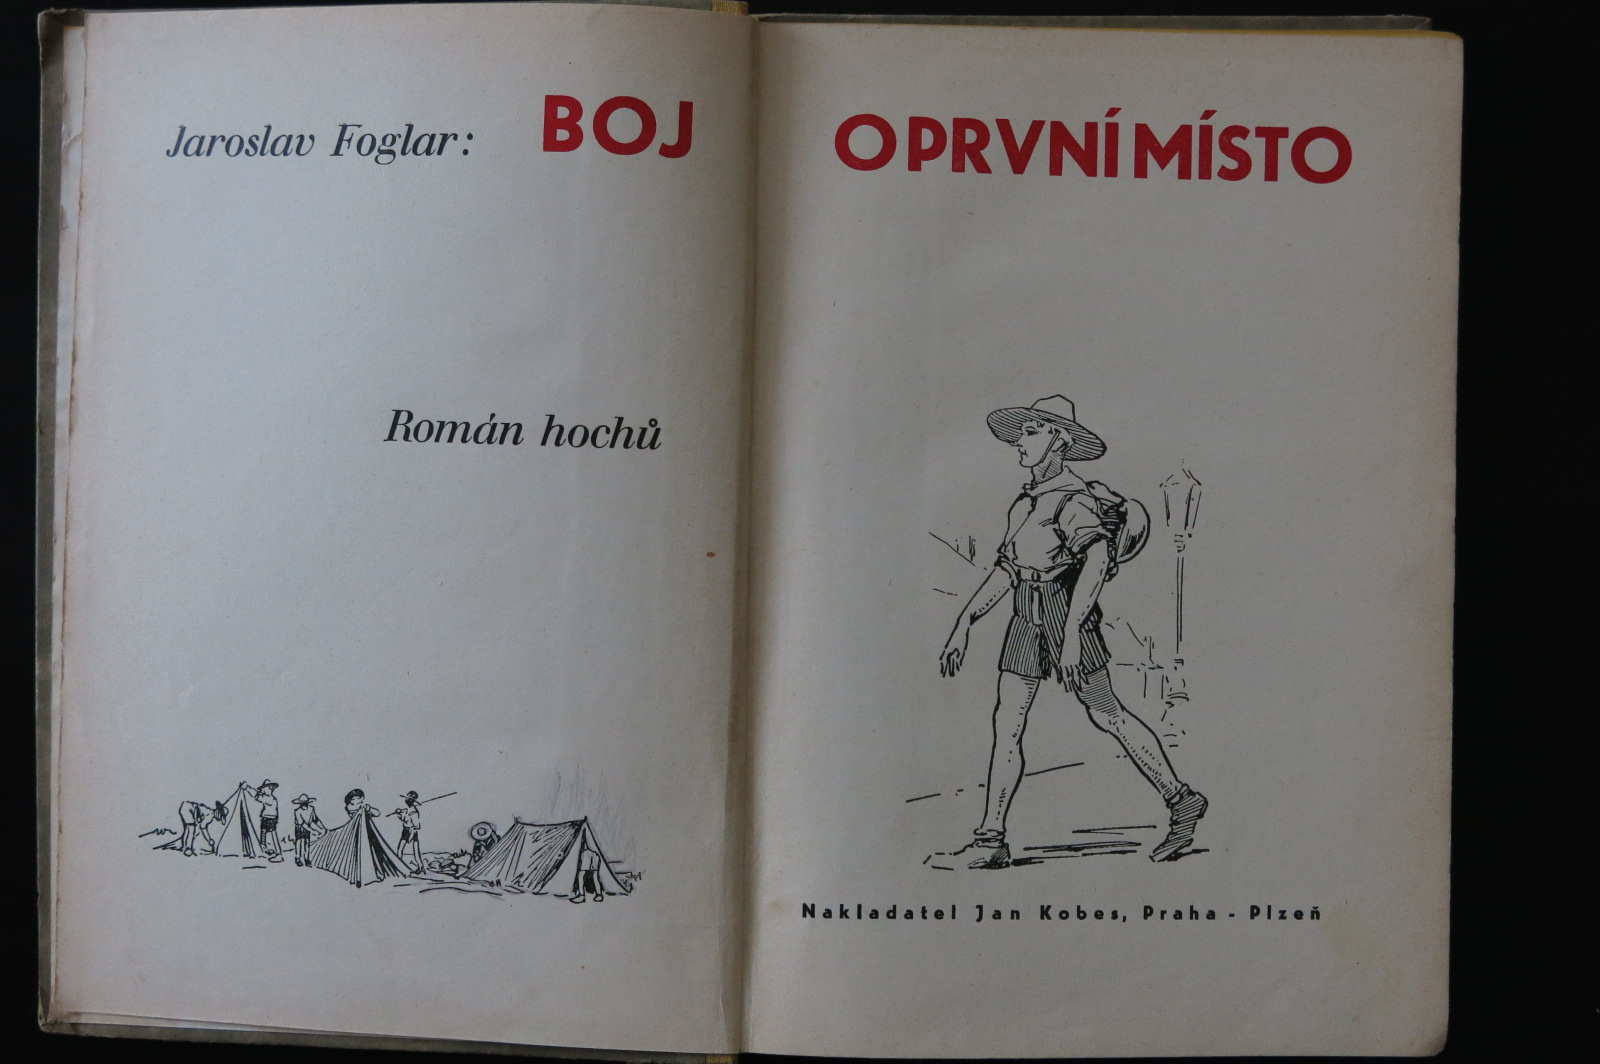 Jaroslav Foglar: BOJ O PRVNÍ MÍSTO
Román hochů
Nakladatel Jan Kobes, Praha - Plzeň